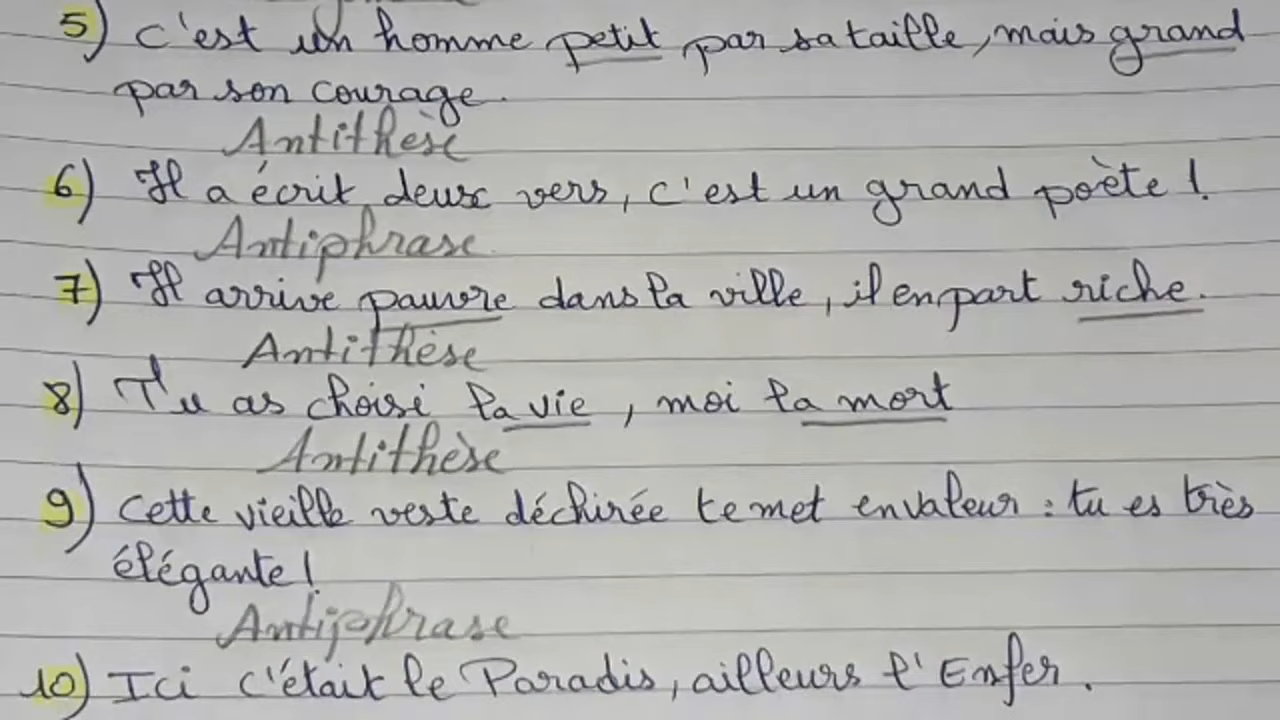 5) c'est un homme petit par sa taille, mais grand
par son courage.
Antithèse
6) Il a écrit deux vers, c'est un grand poète !
Antiphrase
7) Il arrive pauvre dans la ville, il en part riche.
Antithèse
8) Tu as choisi la vie, moi la mort
Antithèse
9) Cette vieille veste déchirée te met en valeur : tu es très
élégante !
Antiphrase
10) Ici c'était le Paradis, ailleurs l'Enfer.